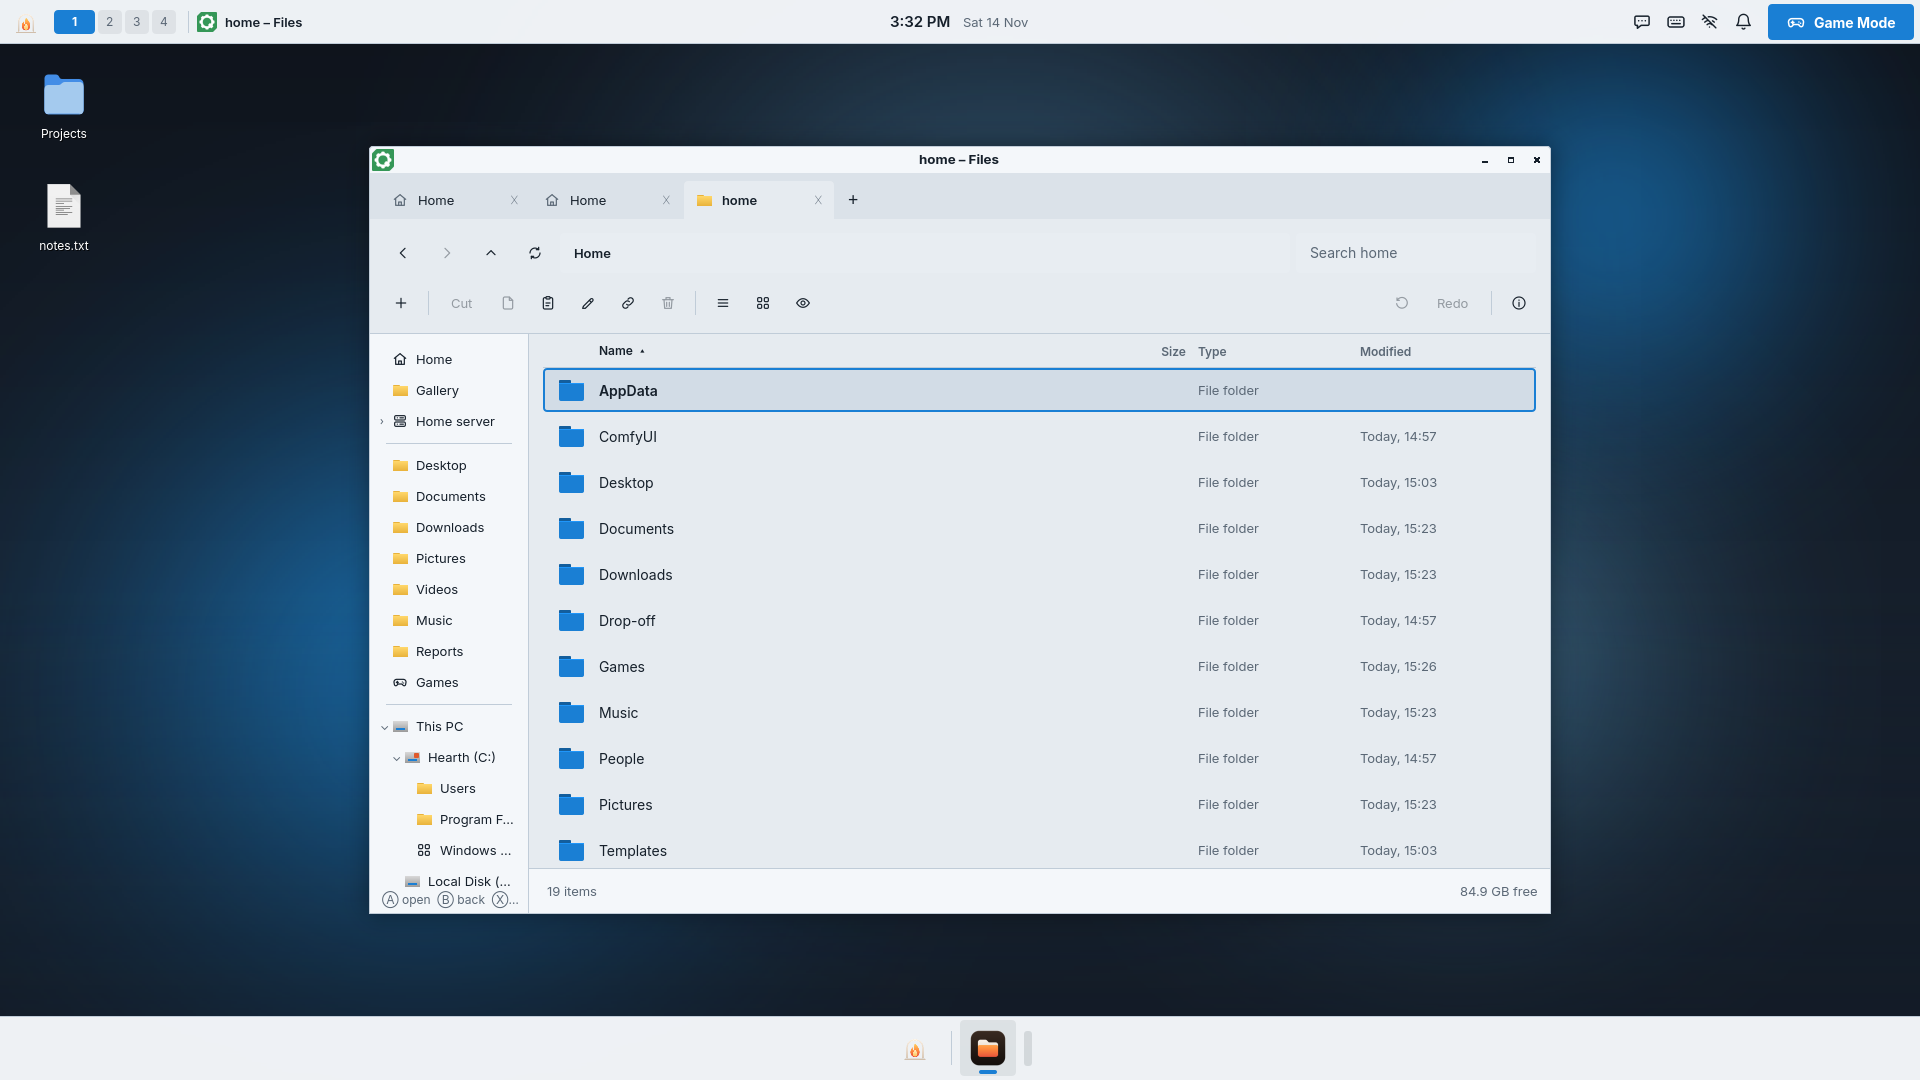 1 2 3 4 home – Files 3:32 PM Sat 14 Nov Game Mode
Projects
notes.txt
home – Files
Home X Home X home X +
Home Search home
Cut Redo
Home
Gallery
Home server
Desktop
Documents
Downloads
Pictures
Videos
Music
Reports
Games
This PC
Hearth (C:)
Users
Program F...
Windows ...
Local Disk (...
A open B back X...
Name Size Type Modified
AppData File folder
ComfyUI File folder Today, 14:57
Desktop File folder Today, 15:03
Documents File folder Today, 15:23
Downloads File folder Today, 15:23
Drop-off File folder Today, 14:57
Games File folder Today, 15:26
Music File folder Today, 15:23
People File folder Today, 14:57
Pictures File folder Today, 15:23
Templates File folder Today, 15:03
19 items 84.9 GB free